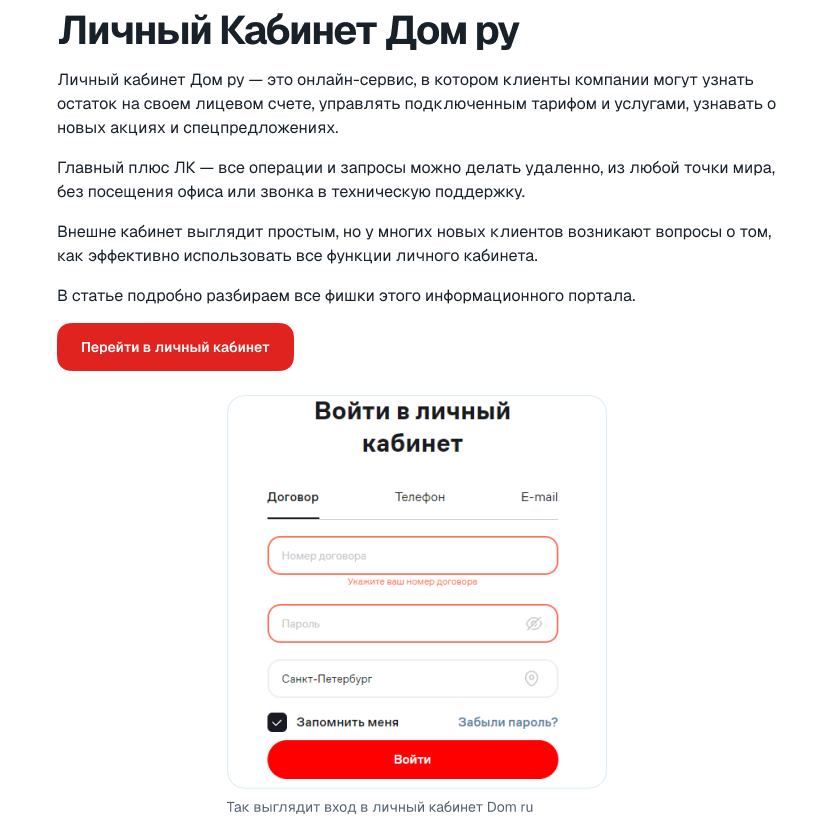 Личный Кабинет Дом ру
Личный кабинет Дом ру — это онлайн-сервис, в котором клиенты компании могут узнать
остаток на своем лицевом счете, управлять подключенным тарифом и услугами, узнавать о
новых акциях и спецпредложениях.
Главный плюс ЛК — все операции и запросы можно делать удаленно, из любой точки мира,
без посещения офиса или звонка в техническую поддержку.
Внешне кабинет выглядит простым, но у многих новых клиентов возникают вопросы о том,
как эффективно использовать все функции личного кабинета.
В статье подробно разбираем все фишки этого информационного портала.
Перейти в личный кабинет
Войти в личный
кабинет
Договор Телефон E-mail
Номер договора
Укажите ваш номер договора
Пароль
Санкт-Петербург
Запомнить меня Забыли пароль?
Войти
Так выглядит вход в личный кабинет Dom ru